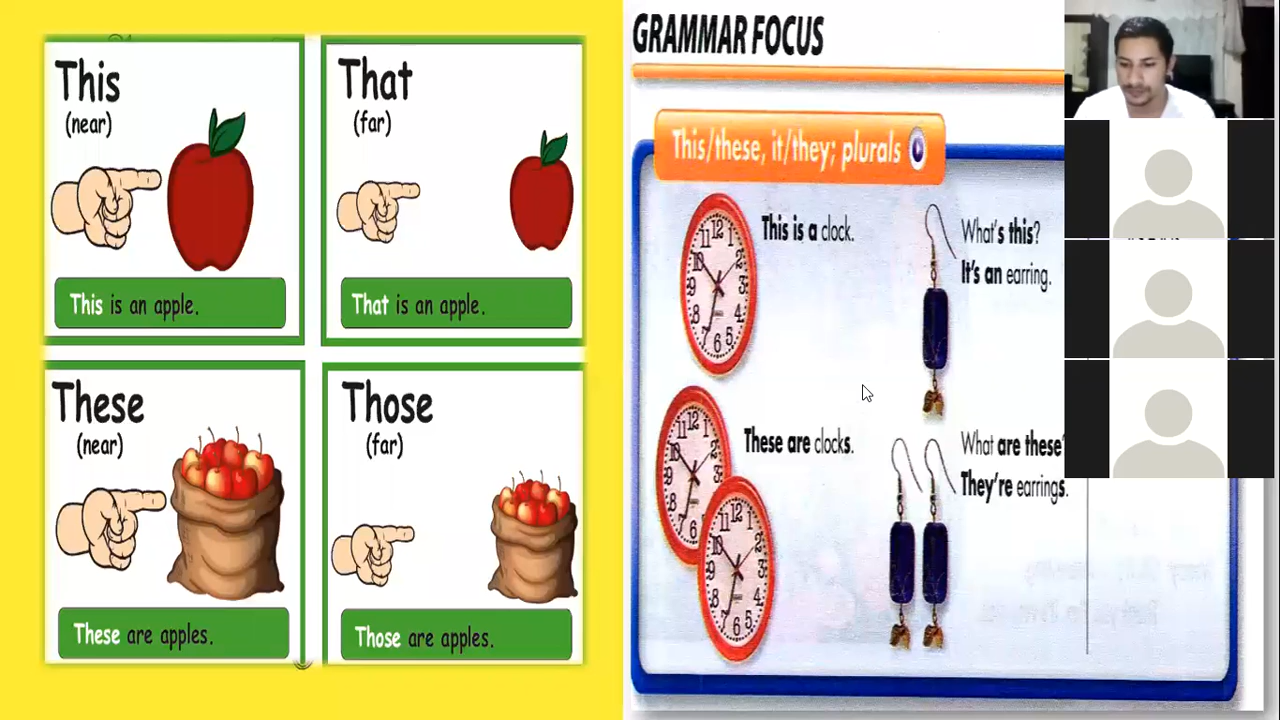 This
(near)
This is an apple.
That
(far)
That is an apple.
These
(near)
These are apples.
Those
(far)
Those are apples.
GRAMMAR FOCUS
This/these, it/they; plurals
This is a clock.
What's this?
It's an earring.
These are clocks.
What are these
They're earrings.